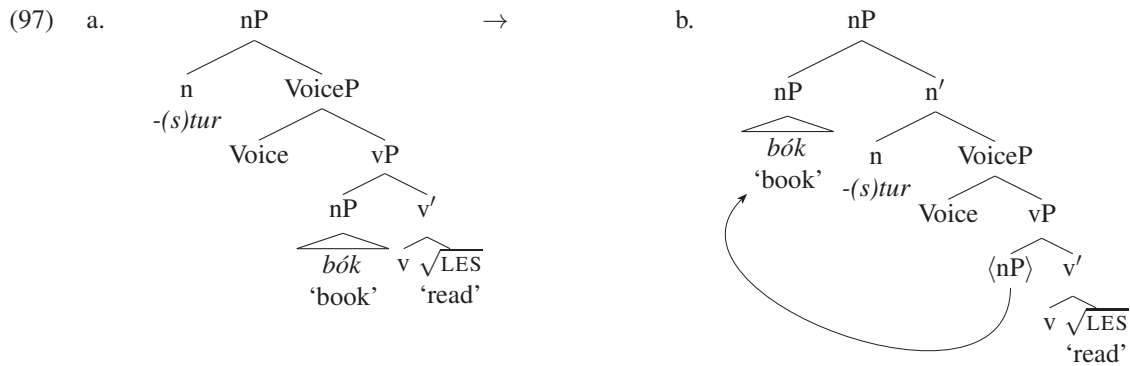 (97) a. nP → b. nP
n VoiceP nP n′
-(s)tur bók
Voice vP ‘book’ n VoiceP
-(s)tur
nP v′ Voice vP
bók v √LES ⟨nP⟩ v′
‘book’ ‘read’
v √LES
‘read’